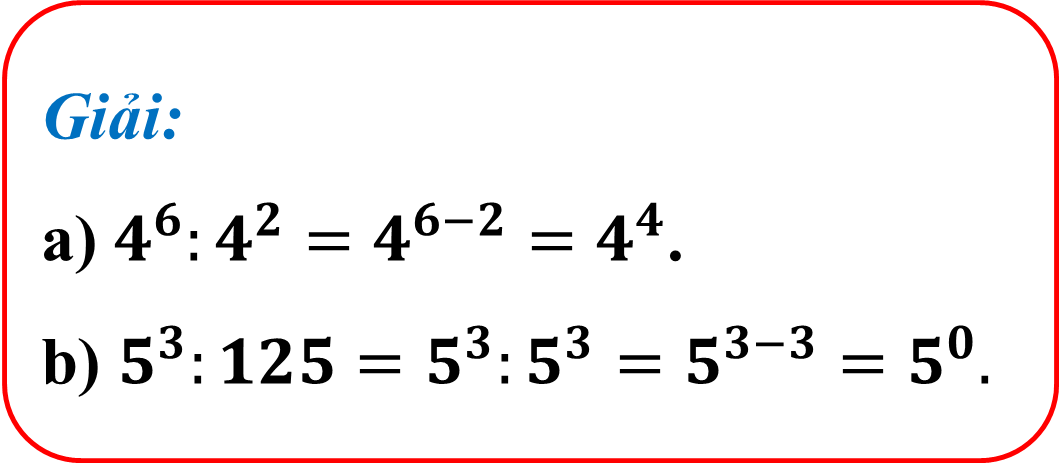 Giải:
a) 4⁶: 4² = 4⁶⁻² = 4⁴.
b) 5³: 125 = 5³: 5³ = 5³⁻³ = 5⁰.